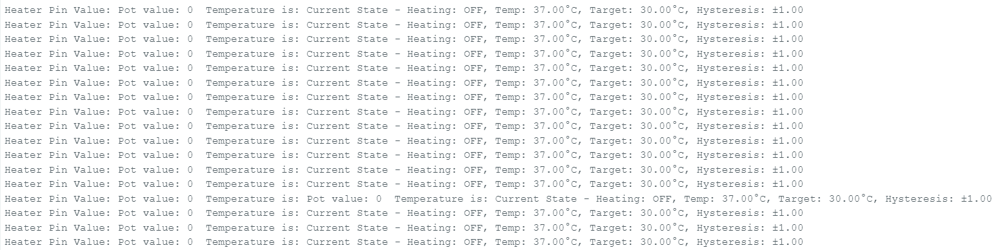 Heater Pin Value: Pot value: 0  Temperature is: Current State - Heating: OFF, Temp: 37.00°C, Target: 30.00°C, Hysteresis: ±1.00
Heater Pin Value: Pot value: 0  Temperature is: Current State - Heating: OFF, Temp: 37.00°C, Target: 30.00°C, Hysteresis: ±1.00
Heater Pin Value: Pot value: 0  Temperature is: Current State - Heating: OFF, Temp: 37.00°C, Target: 30.00°C, Hysteresis: ±1.00
Heater Pin Value: Pot value: 0  Temperature is: Current State - Heating: OFF, Temp: 37.00°C, Target: 30.00°C, Hysteresis: ±1.00
Heater Pin Value: Pot value: 0  Temperature is: Current State - Heating: OFF, Temp: 37.00°C, Target: 30.00°C, Hysteresis: ±1.00
Heater Pin Value: Pot value: 0  Temperature is: Current State - Heating: OFF, Temp: 37.00°C, Target: 30.00°C, Hysteresis: ±1.00
Heater Pin Value: Pot value: 0  Temperature is: Current State - Heating: OFF, Temp: 37.00°C, Target: 30.00°C, Hysteresis: ±1.00
Heater Pin Value: Pot value: 0  Temperature is: Current State - Heating: OFF, Temp: 37.00°C, Target: 30.00°C, Hysteresis: ±1.00
Heater Pin Value: Pot value: 0  Temperature is: Current State - Heating: OFF, Temp: 37.00°C, Target: 30.00°C, Hysteresis: ±1.00
Heater Pin Value: Pot value: 0  Temperature is: Current State - Heating: OFF, Temp: 37.00°C, Target: 30.00°C, Hysteresis: ±1.00
Heater Pin Value: Pot value: 0  Temperature is: Current State - Heating: OFF, Temp: 37.00°C, Target: 30.00°C, Hysteresis: ±1.00
Heater Pin Value: Pot value: 0  Temperature is: Current State - Heating: OFF, Temp: 37.00°C, Target: 30.00°C, Hysteresis: ±1.00
Heater Pin Value: Pot value: 0  Temperature is: Current State - Heating: OFF, Temp: 37.00°C, Target: 30.00°C, Hysteresis: ±1.00
Heater Pin Value: Pot value: 0  Temperature is: Pot value: 0  Temperature is: Current State - Heating: OFF, Temp: 37.00°C, Target: 30.00°C, Hysteresis: ±1.00
Heater Pin Value: Pot value: 0  Temperature is: Current State - Heating: OFF, Temp: 37.00°C, Target: 30.00°C, Hysteresis: ±1.00
Heater Pin Value: Pot value: 0  Temperature is: Current State - Heating: OFF, Temp: 37.00°C, Target: 30.00°C, Hysteresis: ±1.00
Heater Pin Value: Pot value: 0  Temperature is: Current State - Heating: OFF, Temp: 37.00°C, Target: 30.00°C, Hysteresis: ±1.00